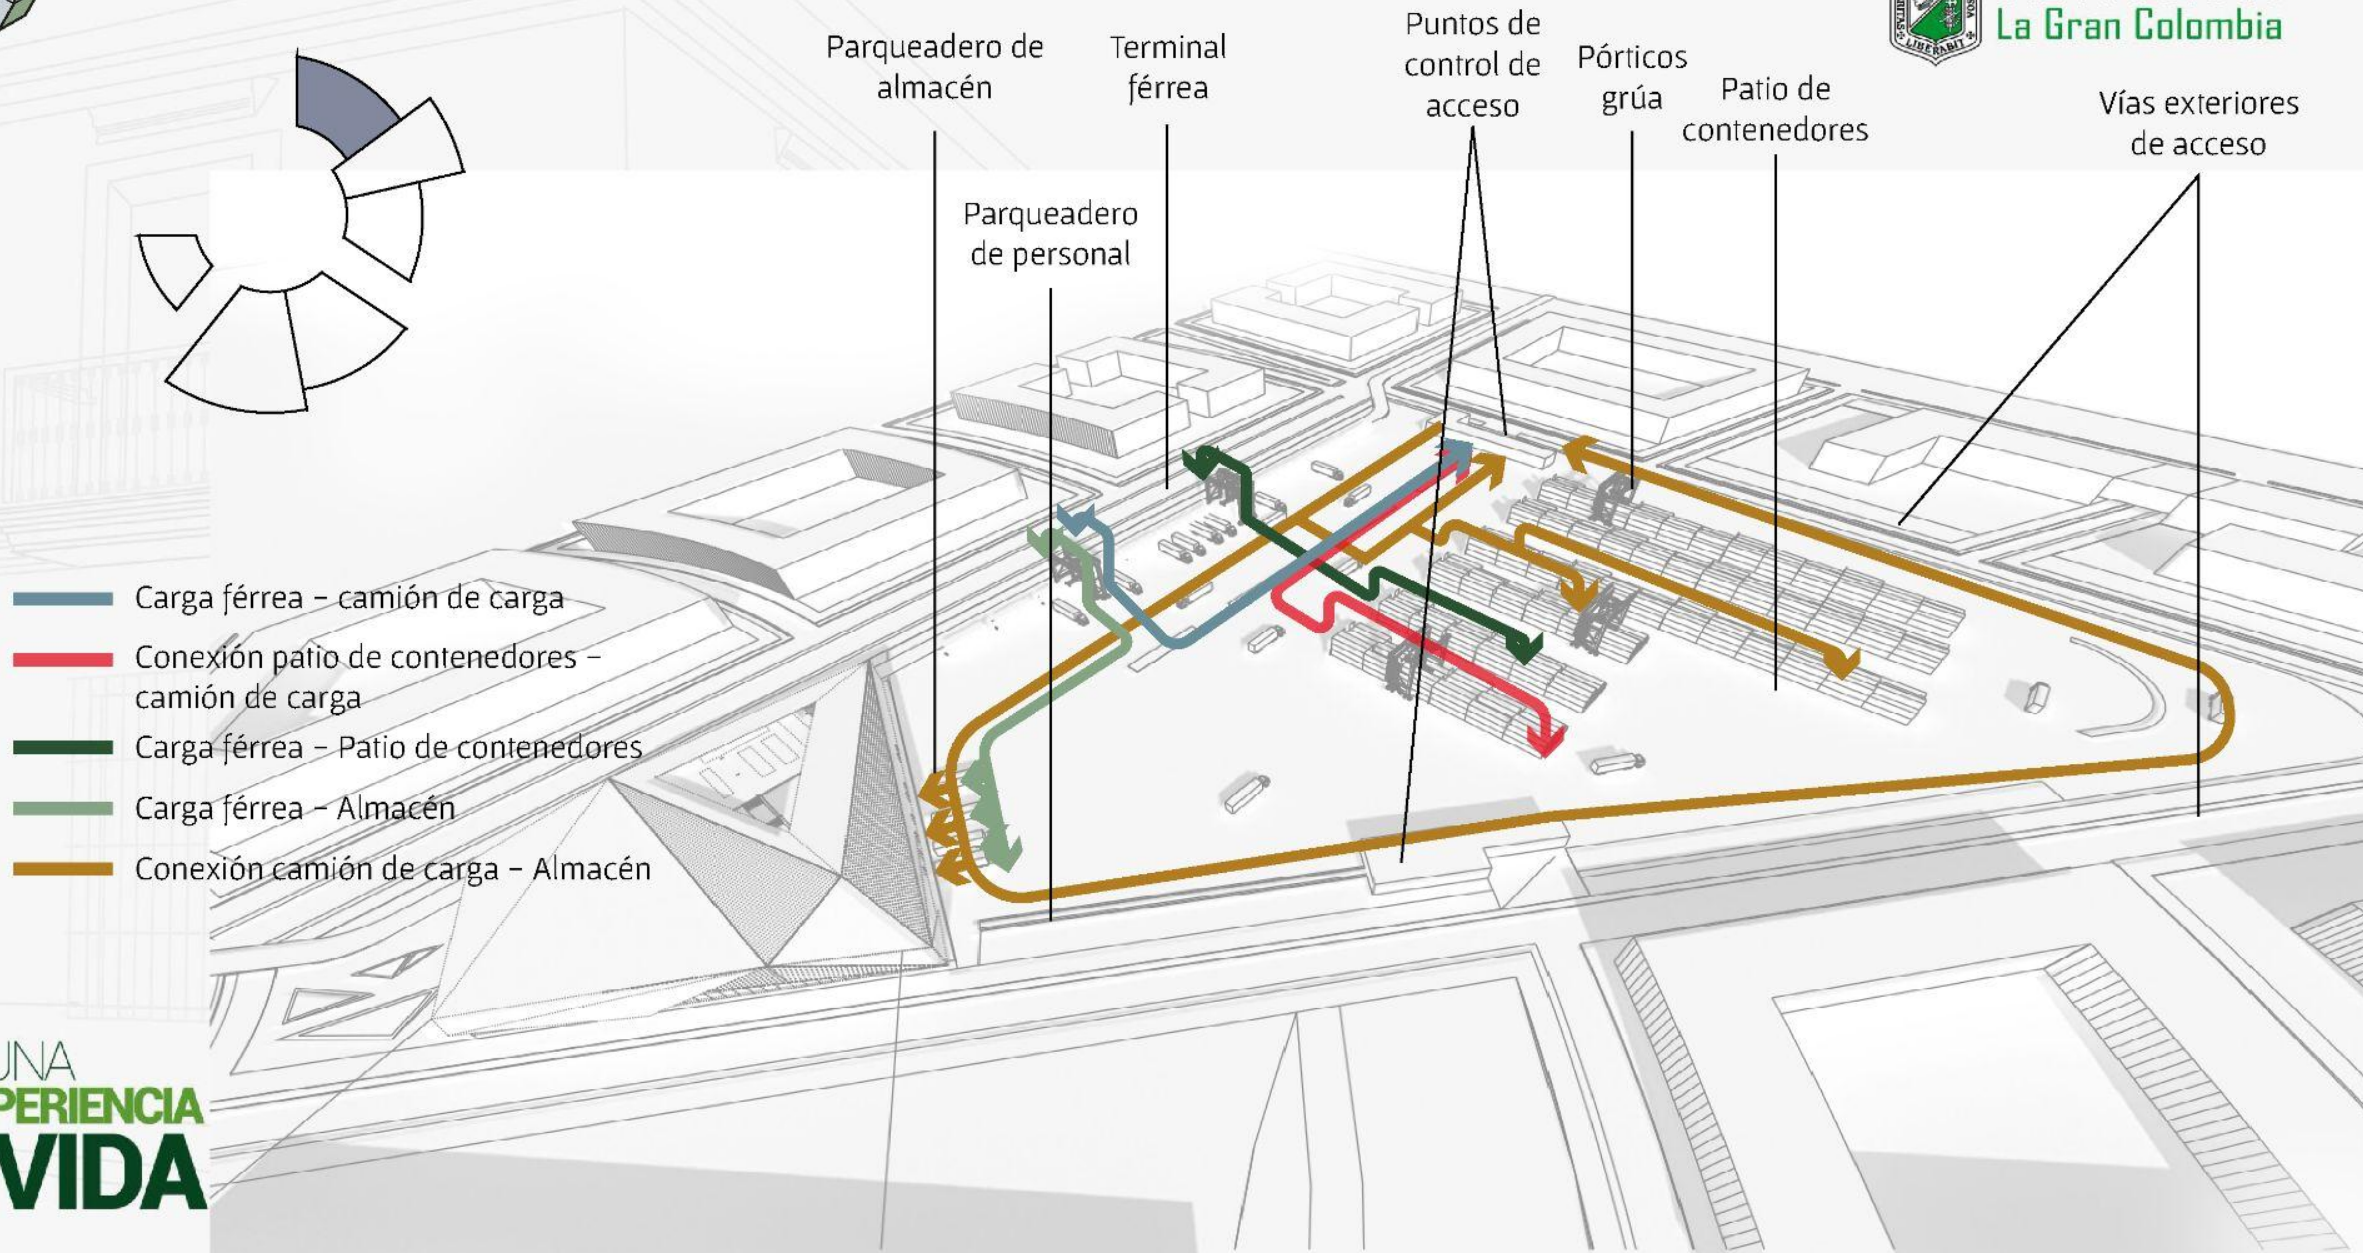 La Gran Colombia
Parqueadero de
almacén
Terminal
férrea
Puntos de
control de
acceso
Pórticos
grúa
Patio de
contenedores
Vías exteriores
de acceso
Parqueadero
de personal
Carga férrea – camión de carga
Conexión patio de contenedores –
camión de carga
Carga férrea – Patio de contenedores
Carga férrea – Almacén
Conexión camión de carga – Almacén
UNA
PERIENCIA
VIDA